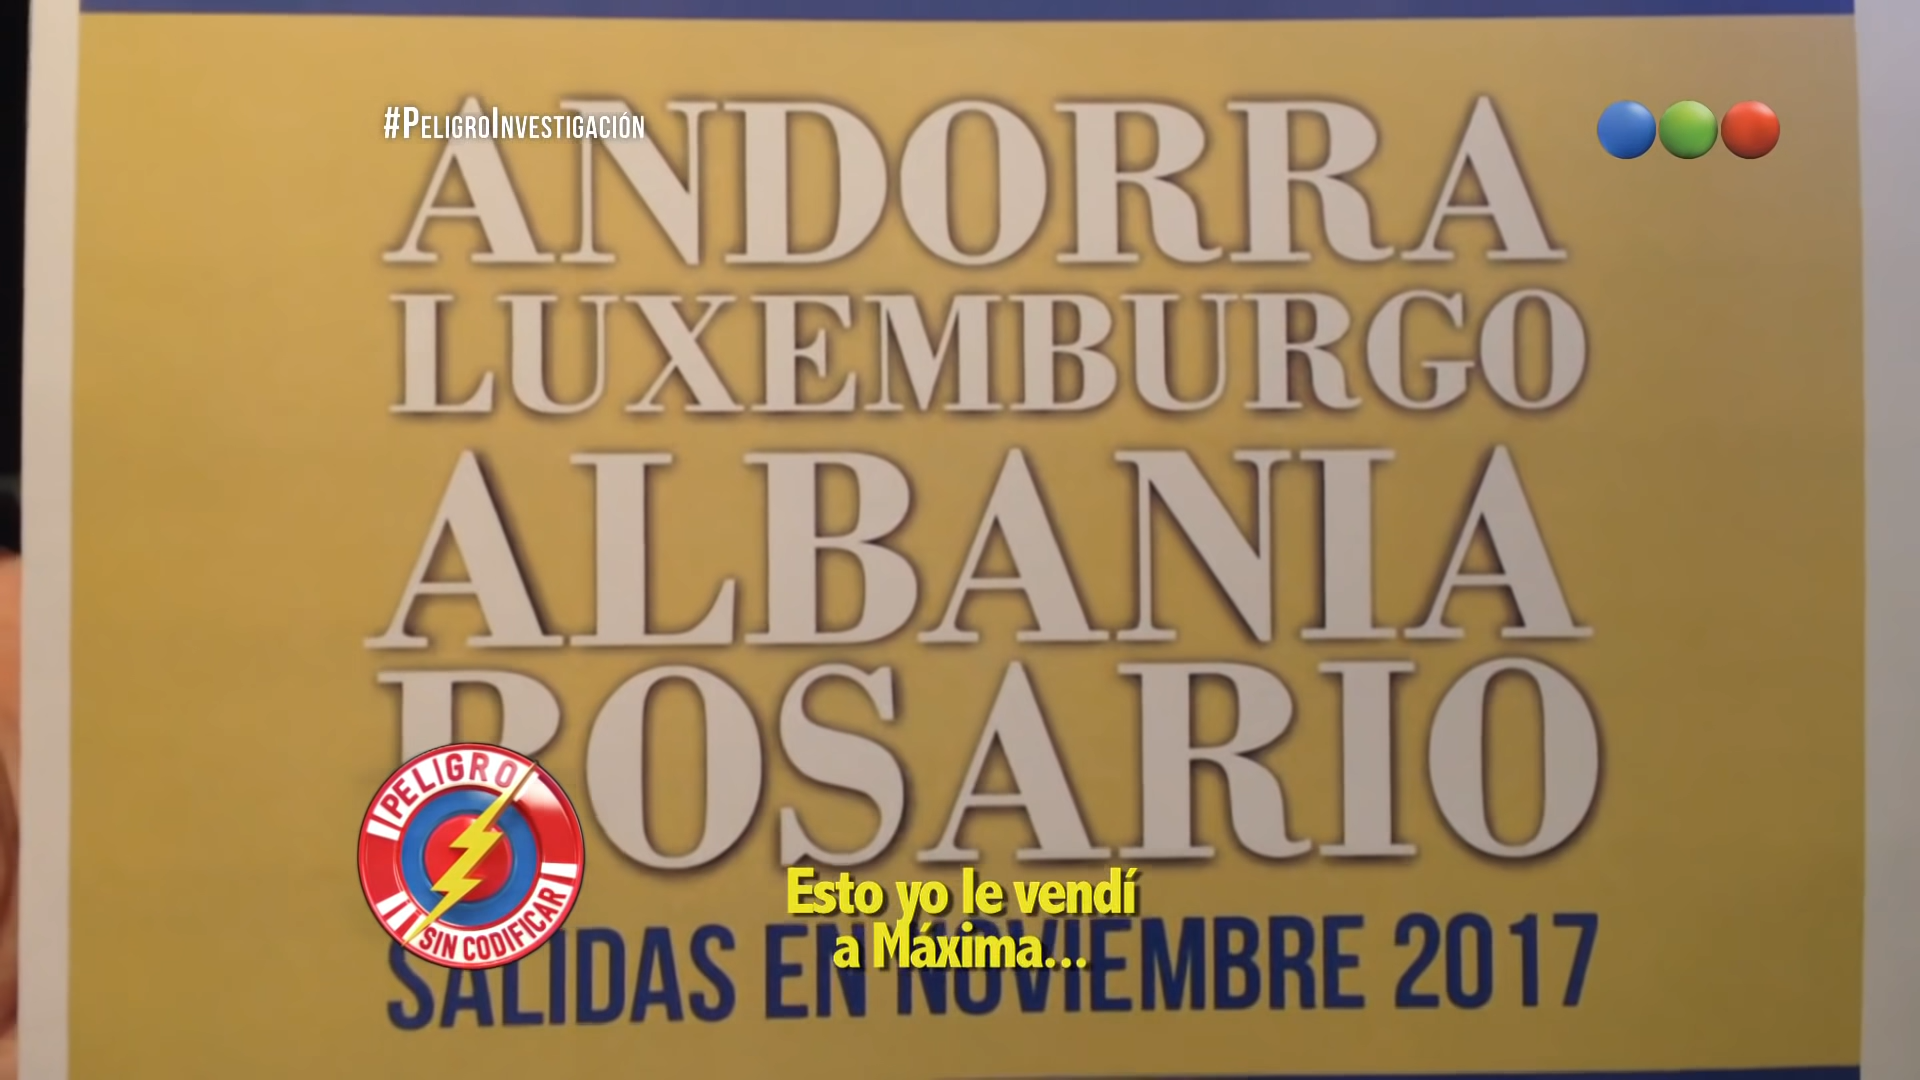 #PELIGROINVESTIGACIÓN
ANDORRA
LUXEMBURGO
ALBANIA
ROSARIO
PELIGRO
SIN CODIFICAR
Esto yo le vendí
a Máxima...
SALIDAS EN NOVIEMBRE 2017